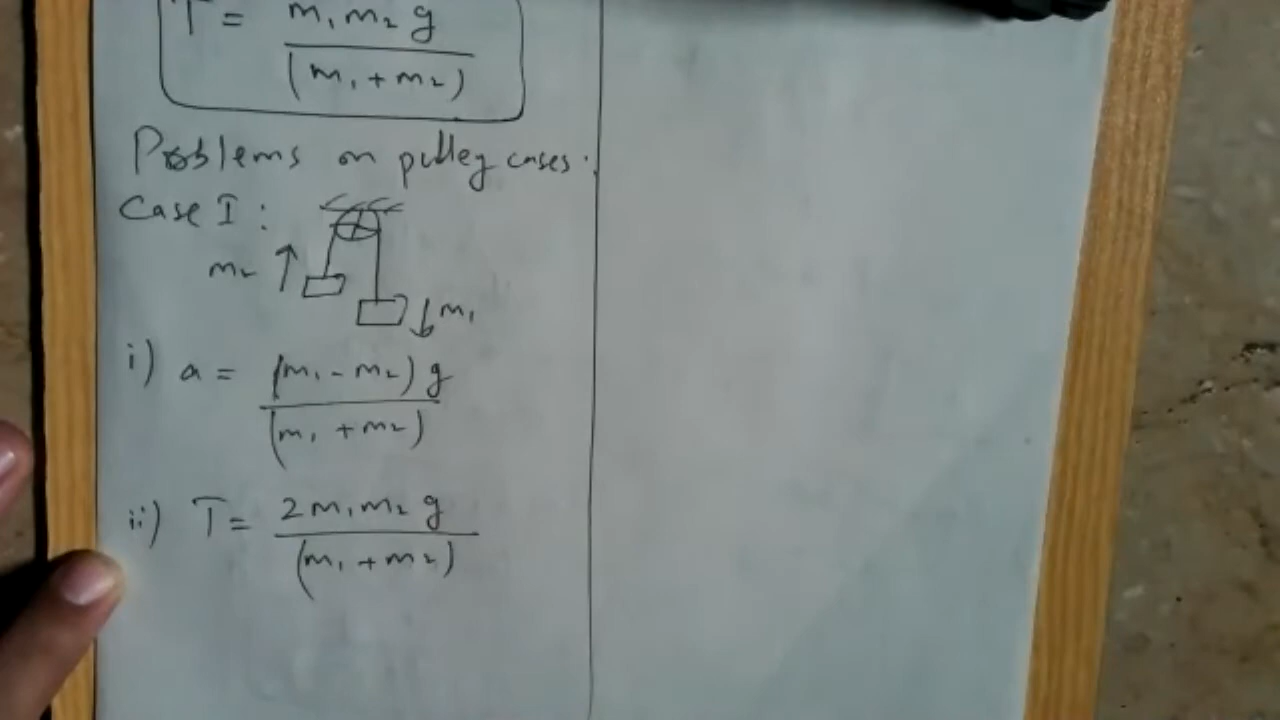 T = m₁m₂g / (m₁+m₂)
Problems on pulley cases.
Case I :
m₂ ↑ ↓ m₁
i) a = (m₁-m₂)g / (m₁+m₂)
ii) T = 2m₁m₂g / (m₁+m₂)